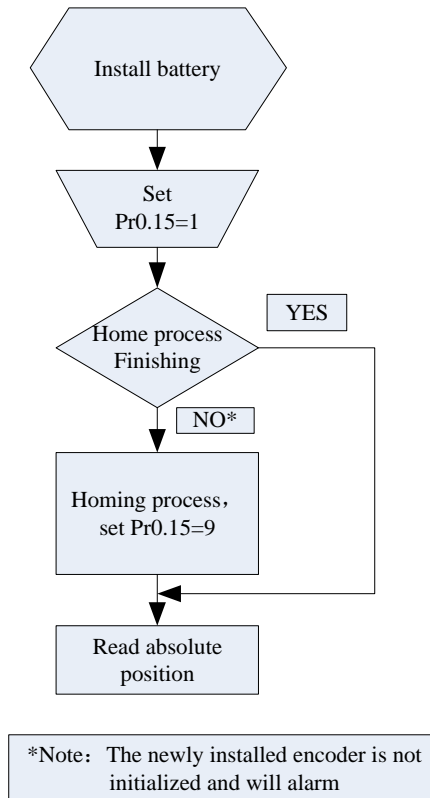 Install battery
Set
Pr0.15=1
Home process
Finishing
YES
NO*
Homing process，
set Pr0.15=9
Read absolute
position
*Note：The newly installed encoder is not
initialized and will alarm